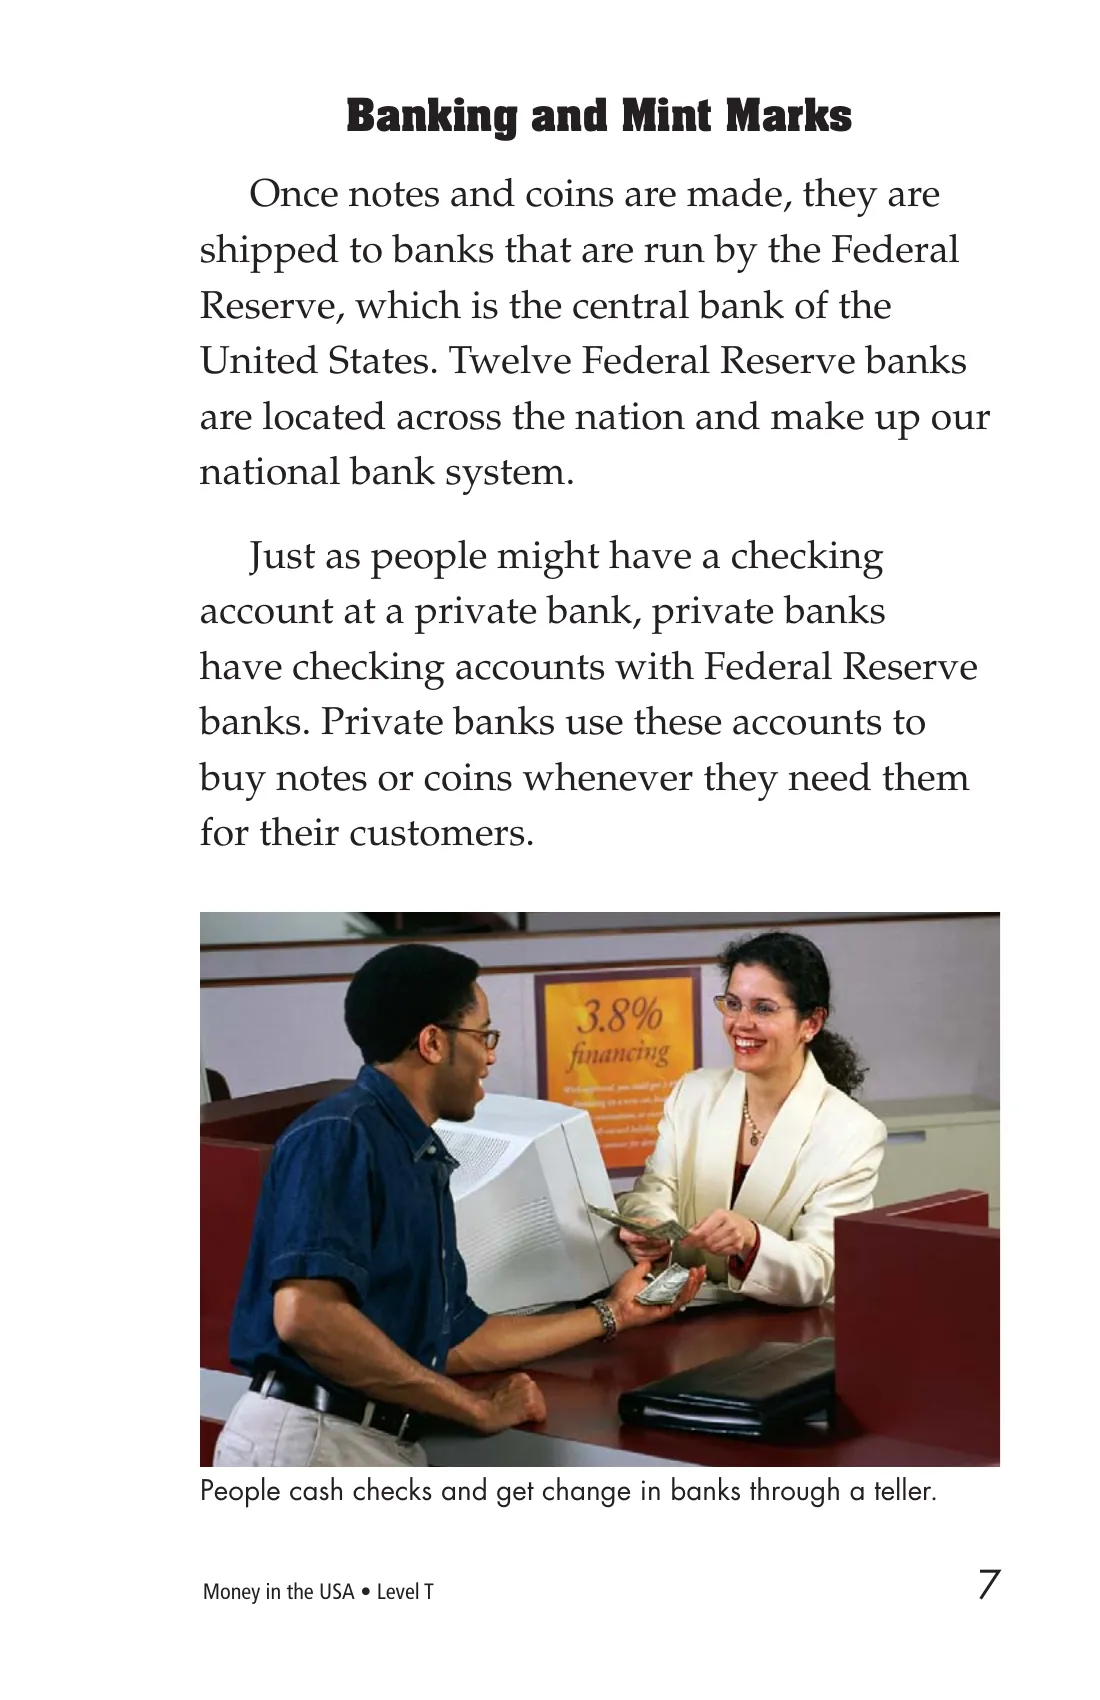 Banking and Mint Marks
Once notes and coins are made, they are
shipped to banks that are run by the Federal
Reserve, which is the central bank of the
United States. Twelve Federal Reserve banks
are located across the nation and make up our
national bank system.
Just as people might have a checking
account at a private bank, private banks
have checking accounts with Federal Reserve
banks. Private banks use these accounts to
buy notes or coins whenever they need them
for their customers.
3.8%
financing
People cash checks and get change in banks through a teller.
Money in the USA • Level T
7